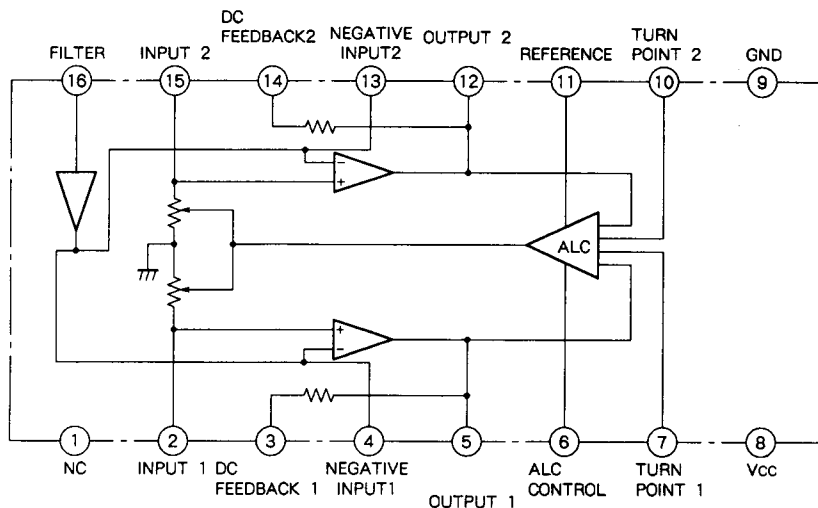 DC
FEEDBACK2
NEGATIVE
INPUT2
FILTER
INPUT 2
OUTPUT 2
REFERENCE
TURN
POINT 2
GND
16
15
14
13
12
11
10
9
-
+
ALC
+
-
1
2
3
4
5
6
7
8
NC
INPUT 1
DC
FEEDBACK 1
NEGATIVE
INPUT1
OUTPUT 1
ALC
CONTROL
TURN
POINT 1
Vcc